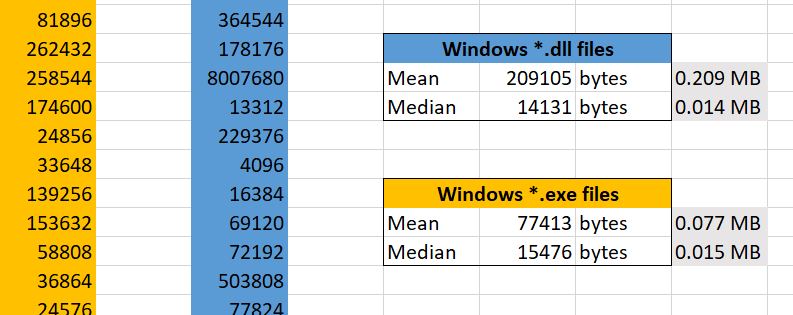 81896 364544
262432 178176 Windows *.dll files
258544 8007680 Mean 209105 bytes 0.209 MB
174600 13312 Median 14131 bytes 0.014 MB
24856 229376
33648 4096
139256 16384 Windows *.exe files
153632 69120 Mean 77413 bytes 0.077 MB
58808 72192 Median 15476 bytes 0.015 MB
36864 503808
24576 77824